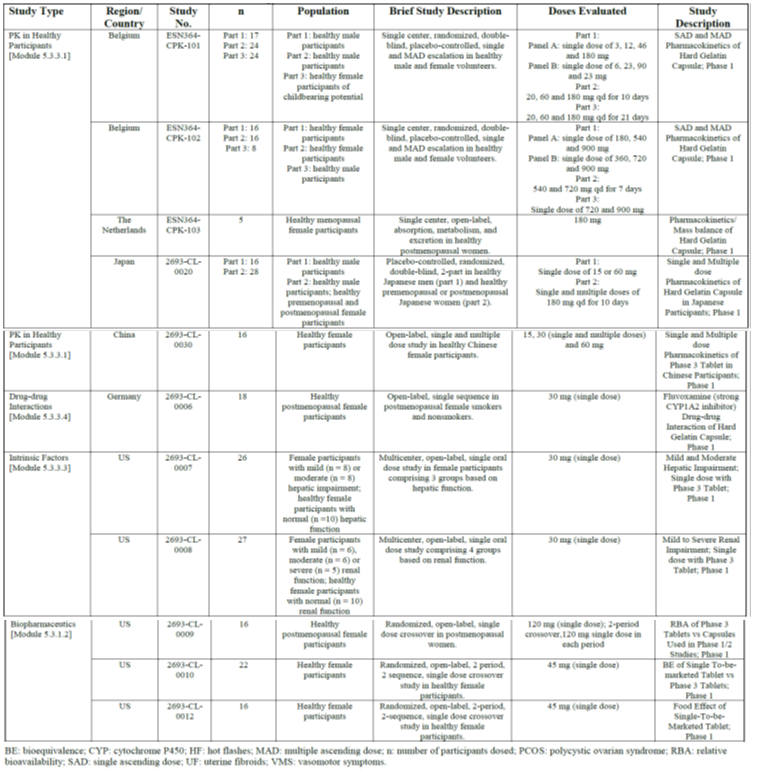 Study Type Region/ Study n Population Brief Study Description Doses Evaluated Study
Country No. Description
PK in Healthy Belgium ESN364- Part 1: 17 Part 1: healthy male Single center, randomized, double- Part 1: SAD and MAD
Participants CPK-101 Part 2: 24 participants blind, placebo-controlled, single Panel A: single dose of 3, 12, 46 Pharmacokinetics of
[Module 5.3.3.1] Part 3: 24 Part 2: healthy male and MAD escalation in healthy and 180 mg Hard Gelatin
participants male and female volunteers. Panel B: single dose of 6, 23, 90 Capsule; Phase 1
Part 3: healthy female and 23 mg
participants of Part 2:
childbearing potential 20, 60 and 180 mg qd for 10 days
Part 3:
20, 60 and 180 mg qd for 21 days
Belgium ESN364- Part 1: 16 Part 1: healthy female Single center, randomized, double- Part 1: SAD and MAD
CPK-102 Part 2: 16 participants blind, placebo-controlled, single Panel A: single dose of 180, 540 Pharmacokinetics of
Part 3: 8 Part 2: healthy female and MAD escalation in healthy and 900 mg Hard Gelatin
participants male and female volunteers. Panel B: single dose of 360, 720 Capsule; Phase 1
Part 3: healthy male and 900 mg
participants Part 2:
540 and 720 mg qd for 7 days
Part 3:
Single dose of 720 and 900 mg
The ESN364- 5 Healthy menopausal Single center, open-label, 180 mg Pharmacokinetics/
Netherlands CPK-103 female participants absorption, metabolism, and Mass balance of
excretion in healthy Hard Gelatin
postmenopausal women. Capsule; Phase 1
Japan 2693-CL- Part 1: 16 Part 1: healthy male Placebo-controlled, randomized, Part 1: Single and Multiple
0020 Part 2: 28 participants double-blind, 2-part in healthy Single dose of 15 or 60 mg dose
Part 2: healthy male Japanese men (part 1) and healthy Part 2: Pharmacokinetics of
participants; healthy premenopausal or postmenopausal Single and multiple doses of Hard Gelatin Capsule
premenopausal and Japanese women (part 2). 180 mg for 10 days in Japanese
postmenopausal female Participants; Phase 1
participants
PK in Healthy China 2693-CL- 16 Healthy female Open-label, single and multiple 15, 30 (single and multiple doses) Single and Multiple
Participants 0030 participants dose study in healthy Chinese and 60 mg dose
[Module 5.3.3.1] female participants. Pharmacokinetics of
Phase 3 Tablet in
Chinese Participants;
Phase 1
Drug-drug Germany 2693-CL- 18 Healthy Open-label, single sequence in 30 mg (single dose) Fluvoxamine (strong
Interactions 0006 postmenopausal female postmenopausal female smokers CYP1A2 inhibitor)
[Module 5.3.3.4] participants and nonsmokers. Drug-drug
Interaction of Hard
Gelatin Capsule;
Phase 1
Intrinsic Factors US 2693-CL- 26 Female participants Multicenter, open-label, single oral 30 mg (single dose) Mild and Moderate
[Module 5.3.3.3] 0007 with mild (n = 8) or dose study in female participants Hepatic Impairment;
moderate (n = 8) comprising 3 groups based on Single dose with
hepatic impairment; hepatic function. Phase 3 Tablet;
healthy female Phase 1
participants with
normal (n =10) hepatic
function
US 2693-CL- 27 Female participants Multicenter, open-label, single oral 30 mg (single dose) Mild to Severe Renal
0008 with mild (n = 6), dose study comprising 4 groups Impairment; Single
moderate (n = 6) or based on renal function. dose with Phase 3
severe (n = 5) renal Tablet; Phase 1
function; healthy
female participants
with normal (n = 10)
renal function
Biopharmaceutics US 2693-CL- 16 Healthy Randomized, open-label, single 120 mg (single dose); 2-period RBA of Phase 3
[Module 5.3.1.2] 0009 postmenopausal female dose crossover in postmenopausal crossover,120 mg single dose in Tablets vs Capsules
participants women. each period Used in Phase 1/2
Studies; Phase 1
US 2693-CL- 22 Healthy female Randomized, open-label, 2 period, 45 mg (single dose) BE of Single To-be-
0010 participants 2 sequence, single dose crossover marketed Tablet vs
study in healthy female Phase 3 Tablets;
participants. Phase 1
US 2693-CL- 16 Healthy female Randomized, open-label, 2-period, 45 mg (single dose) Food Effect of
0012 participants 2-sequence, single dose crossover Single-To-be-
study in healthy female Marketed Tablet;
participants. Phase 1
BE: bioequivalence; CYP: cytochrome P450; HF: hot flashes; MAD: multiple ascending dose; n: number of participants dosed; PCOS: polycystic ovarian syndrome; RBA: relative
bioavailability; SAD: single ascending dose; UF: uterine fibroids; VMS: vasomotor symptoms.